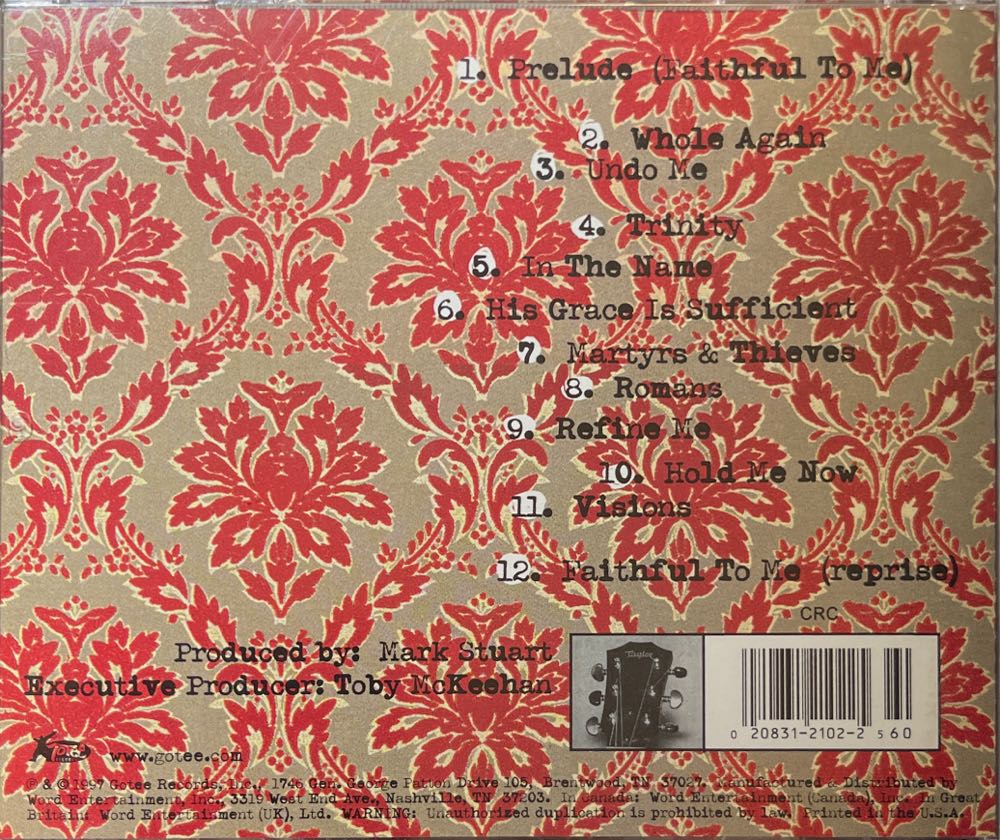 1. Prelude (Faithful To Me)
2. Whole Again
3. Undo Me
4. Trinity
5. In The Name
6. His Grace Is Sufficient
7. Martyrs & Thieves
8. Romans
9. Refine Me
10. Hold Me Now
11. Visions
12. Faithful To Me (reprise)
CRC
Produced by: Mark Stuart
Executive Producer: Toby McKeehan
Taylor
0 20831-2102-2 5 60
gotee
www.gotee.com
℗ & © 1997 Gotee Records, Inc., 1746 Gen. George Patton Drive 105, Brentwood, TN 37027. Manufactured & Distributed by
Word Entertainment, Inc., 3319 West End Ave., Nashville, TN 37203. In Canada: Word Entertainment (Canada), Inc. In Great
Britain: Word Entertainment (UK), Ltd. WARNING: Unauthorized duplication is prohibited by law. Printed in the U.S.A.